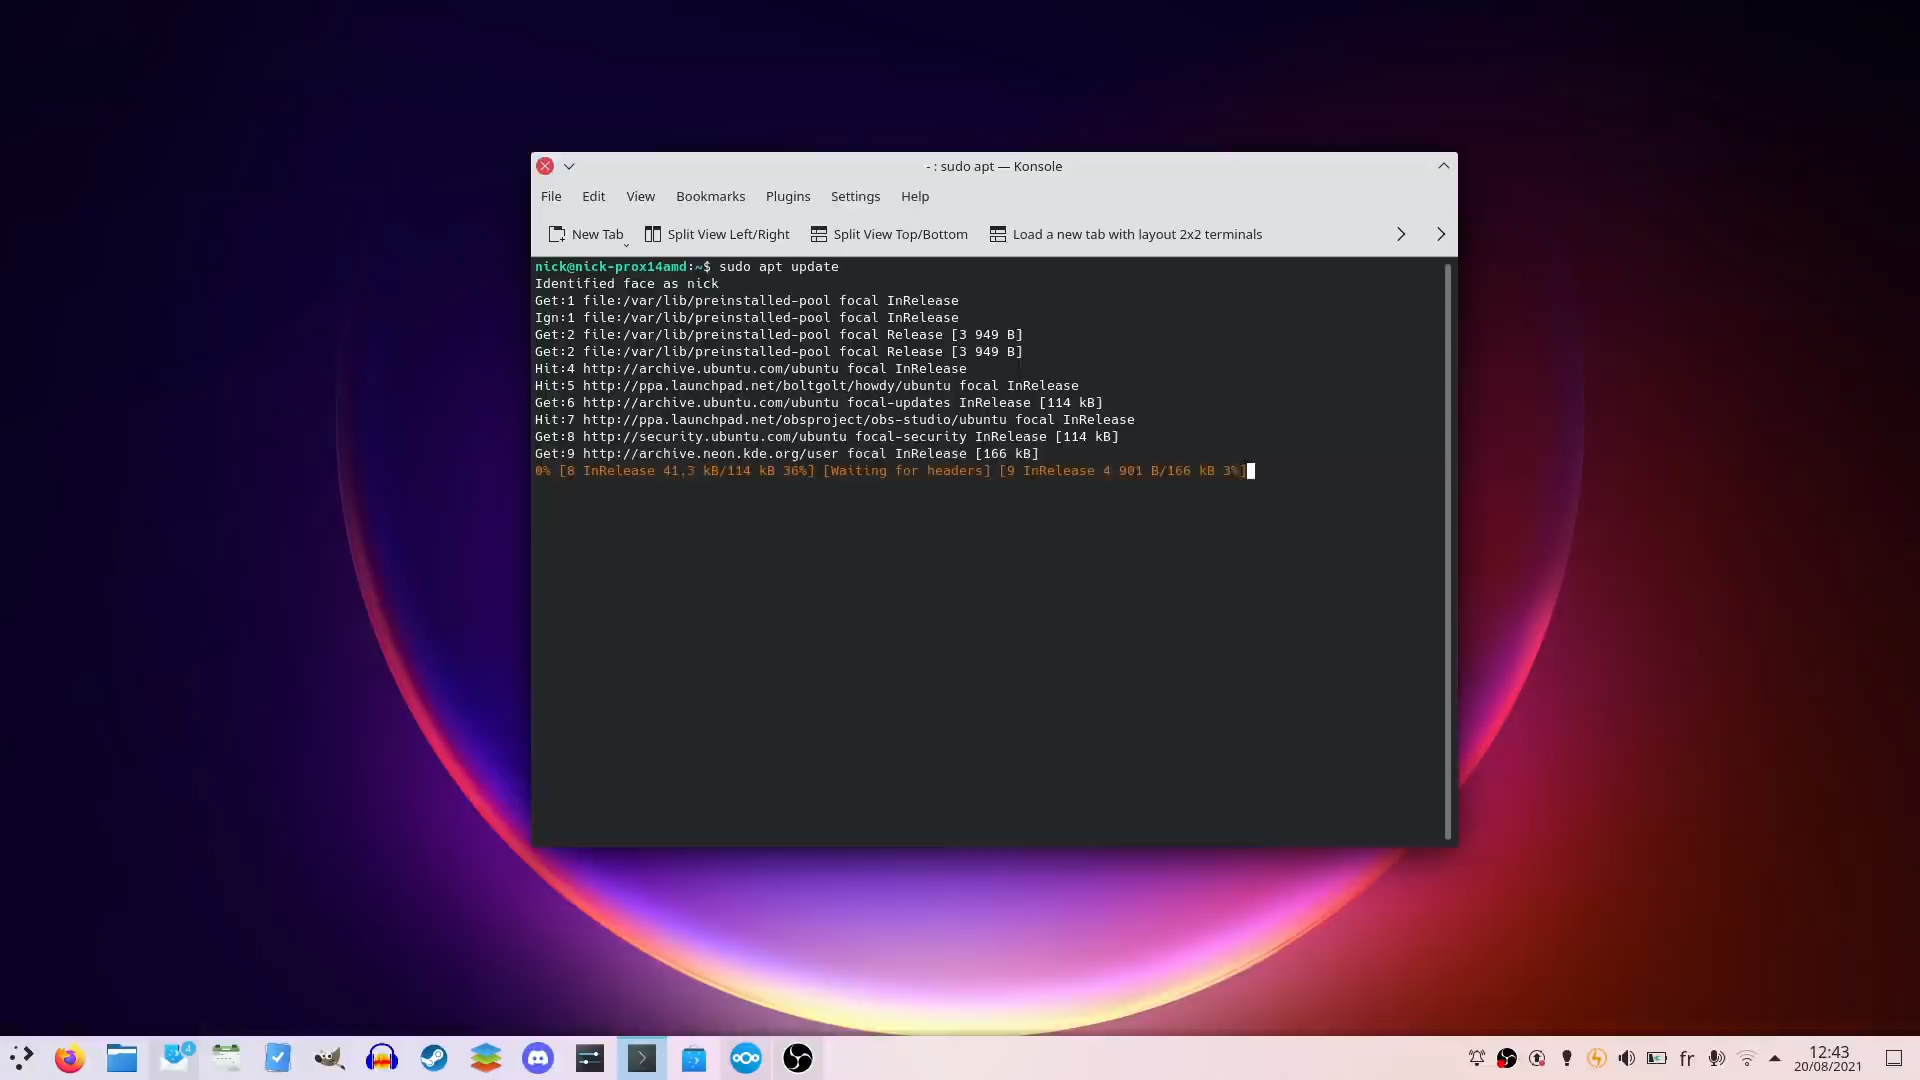 - : sudo apt — Konsole
File Edit View Bookmarks Plugins Settings Help
New Tab Split View Left/Right Split View Top/Bottom Load a new tab with layout 2x2 terminals
nick@nick-prox14amd:~$ sudo apt update
Identified face as nick
Get:1 file:/var/lib/preinstalled-pool focal InRelease
Ign:1 file:/var/lib/preinstalled-pool focal InRelease
Get:2 file:/var/lib/preinstalled-pool focal Release [3 949 B]
Get:2 file:/var/lib/preinstalled-pool focal Release [3 949 B]
Hit:4 http://archive.ubuntu.com/ubuntu focal InRelease
Hit:5 http://ppa.launchpad.net/boltgolt/howdy/ubuntu focal InRelease
Get:6 http://archive.ubuntu.com/ubuntu focal-updates InRelease [114 kB]
Hit:7 http://ppa.launchpad.net/obsproject/obs-studio/ubuntu focal InRelease
Get:8 http://security.ubuntu.com/ubuntu focal-security InRelease [114 kB]
Get:9 http://archive.neon.kde.org/user focal InRelease [166 kB]
0% [8 InRelease 41,3 kB/114 kB 36%] [Waiting for headers] [9 InRelease 4 901 B/166 kB 3%]
4
fr
12:43
20/08/2021